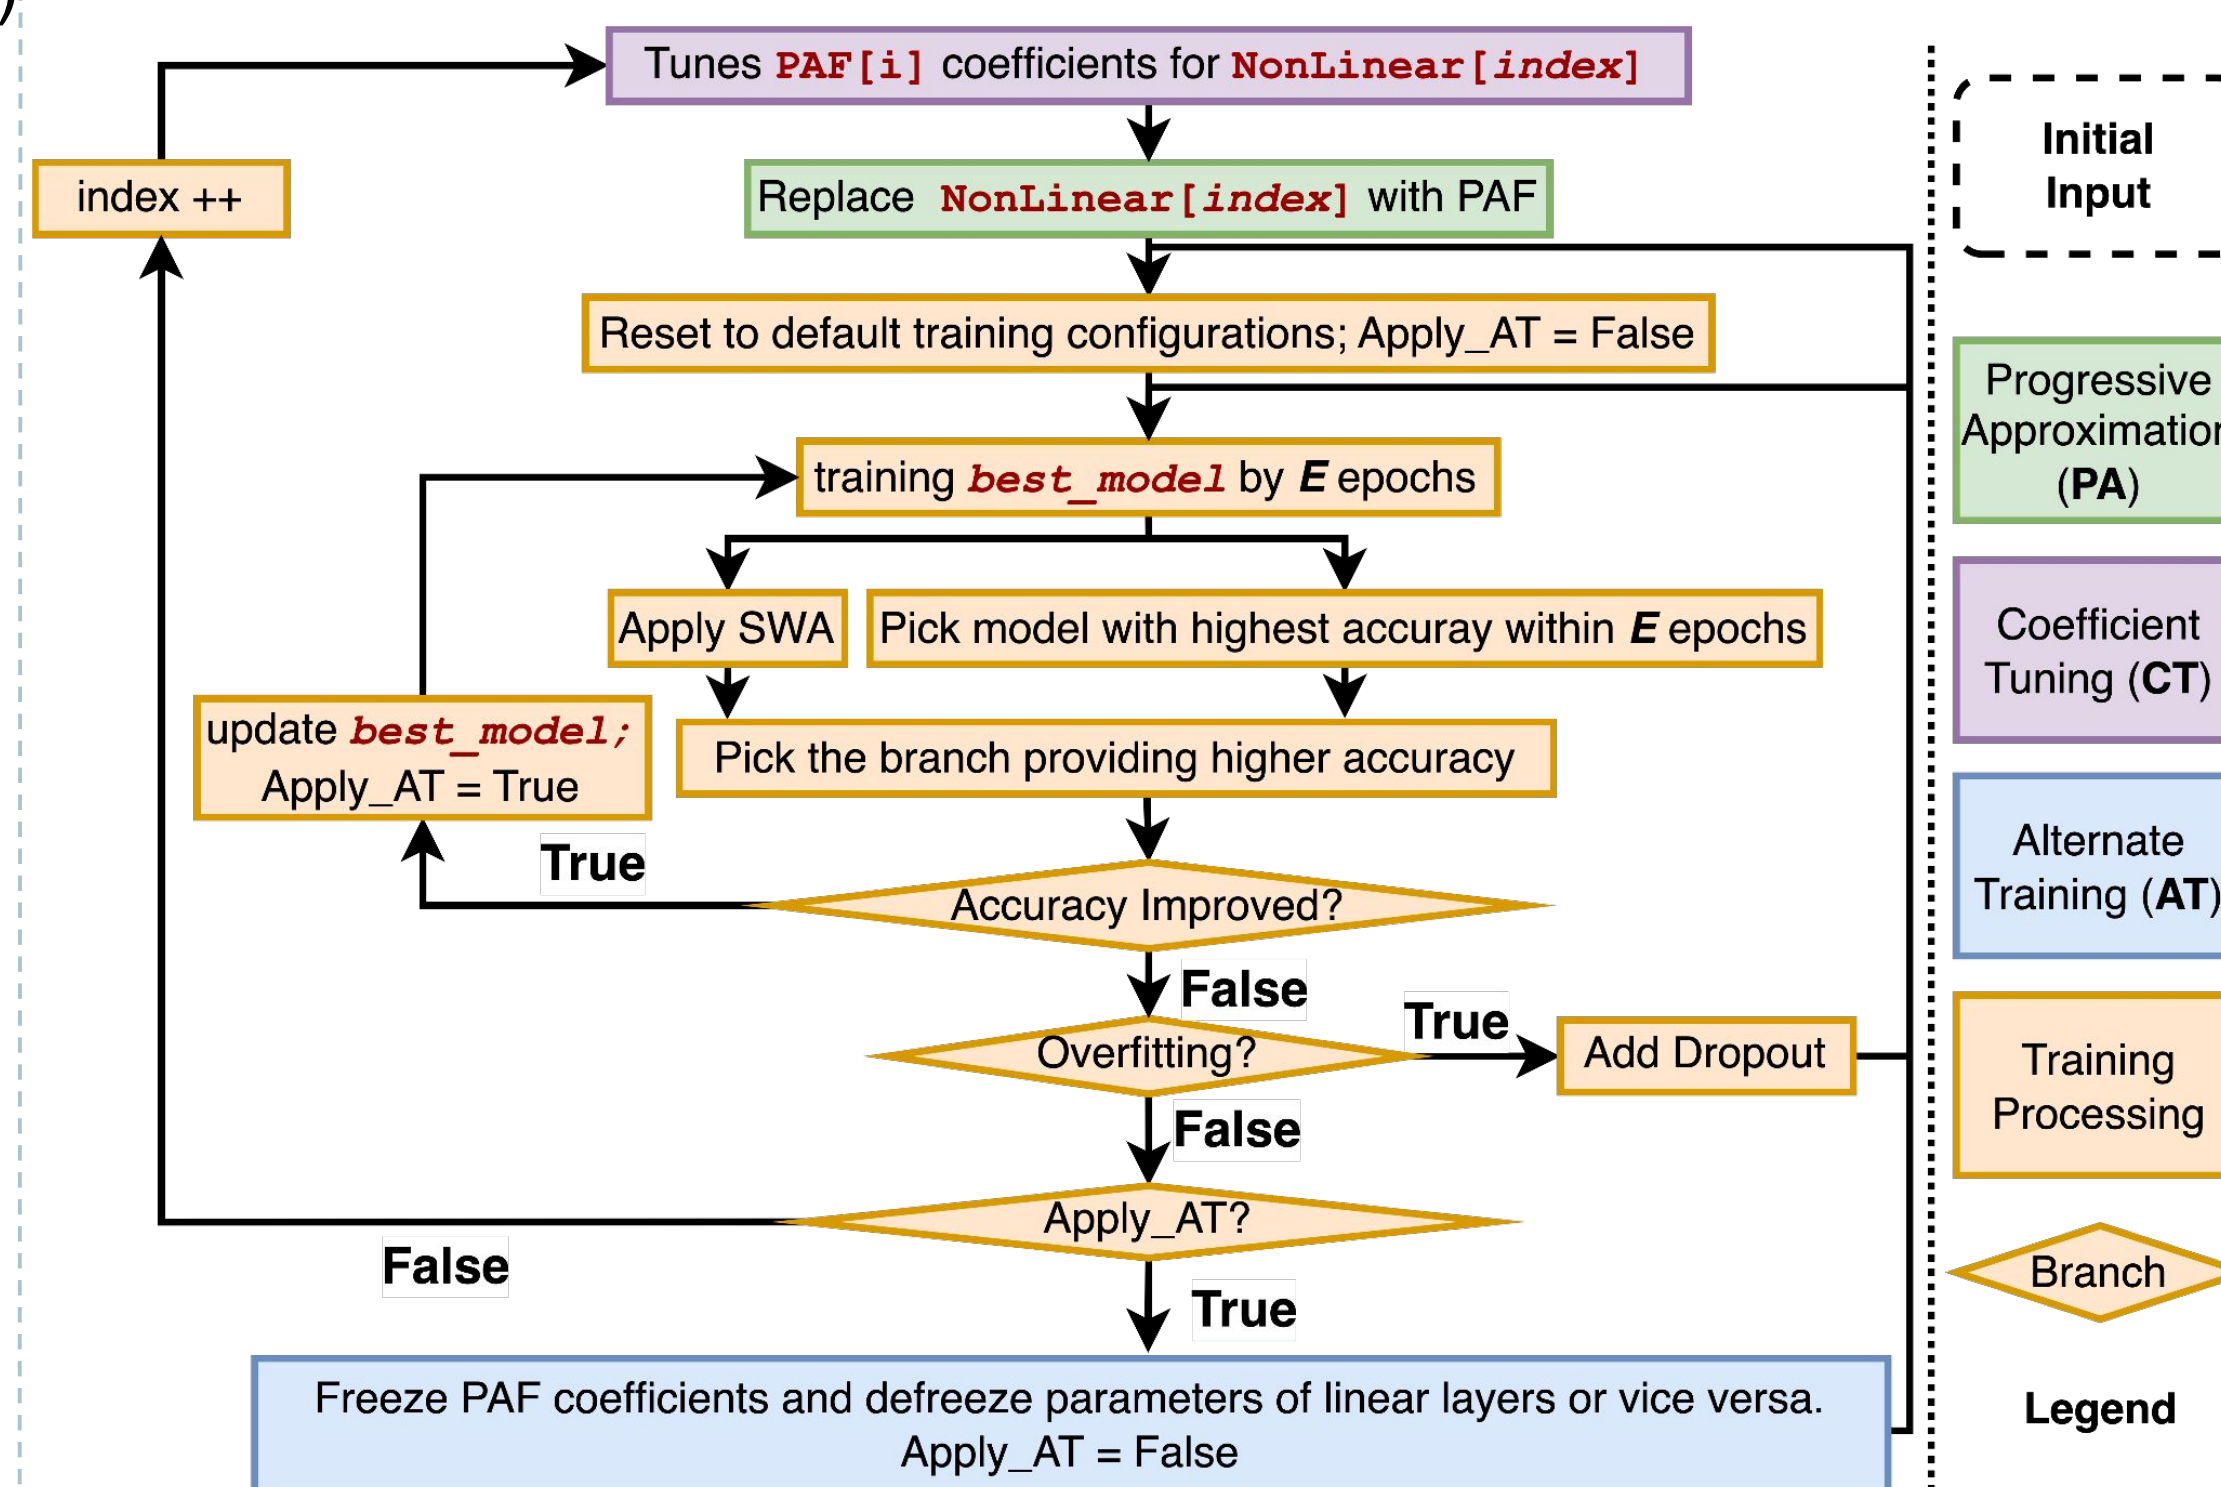 )
Tunes PAF[i] coefficients for NonLinear[index]
index ++
Replace NonLinear[index] with PAF
Reset to default training configurations; Apply_AT = False
training best_model by E epochs
Apply SWA
Pick model with highest accuray within E epochs
update best_model;
Apply_AT = True
Pick the branch providing higher accuracy
True
Accuracy Improved?
False
Overfitting?
True
Add Dropout
False
Apply_AT?
False
True
Freeze PAF coefficients and defreeze parameters of linear layers or vice versa.
Apply_AT = False
Initial
Input
Progressive
Approximation
(PA)
Coefficient
Tuning (CT)
Alternate
Training (AT)
Training
Processing
Branch
Legend